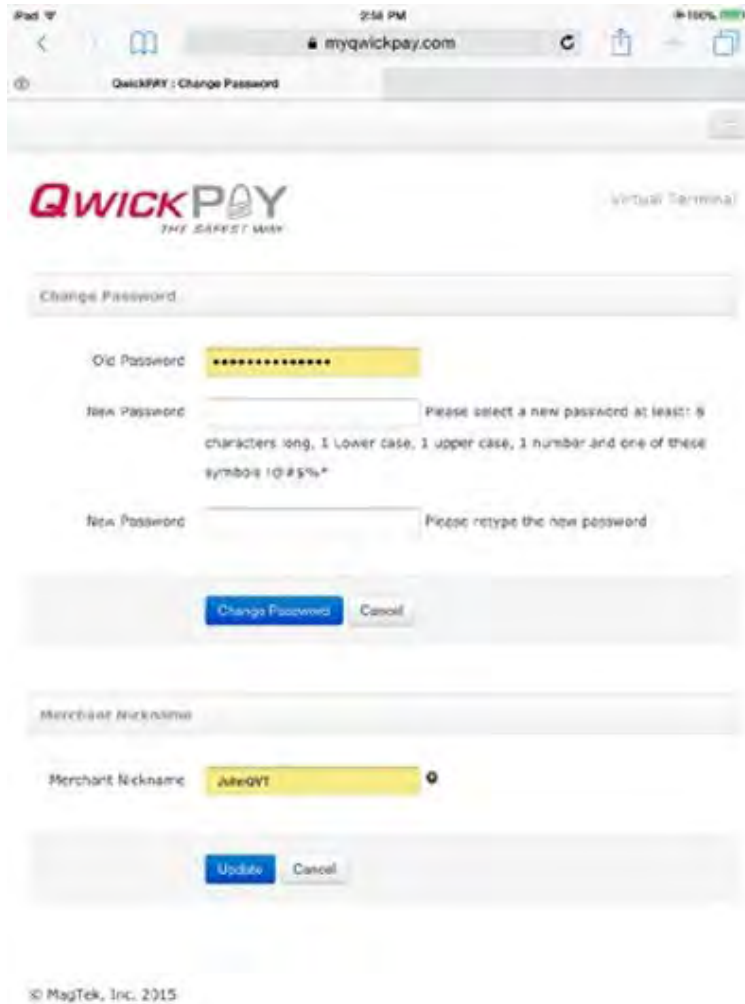 iPad 2:58 PM 100%
myqwickpay.com
QwickPAY : Change Password
QWICKPAY
THE SAFEST WAY
Virtual Terminal
Change Password
Old Password ••••••••••••••
New Password Please select a new password at least: 8
characters long, 1 Lower case, 1 upper case, 1 number and one of these
symbols !@#$%*
New Password Please retype the new password
Change Password Cancel
Merchant Nickname
Merchant Nickname
Update Cancel
© MagTek, Inc. 2015